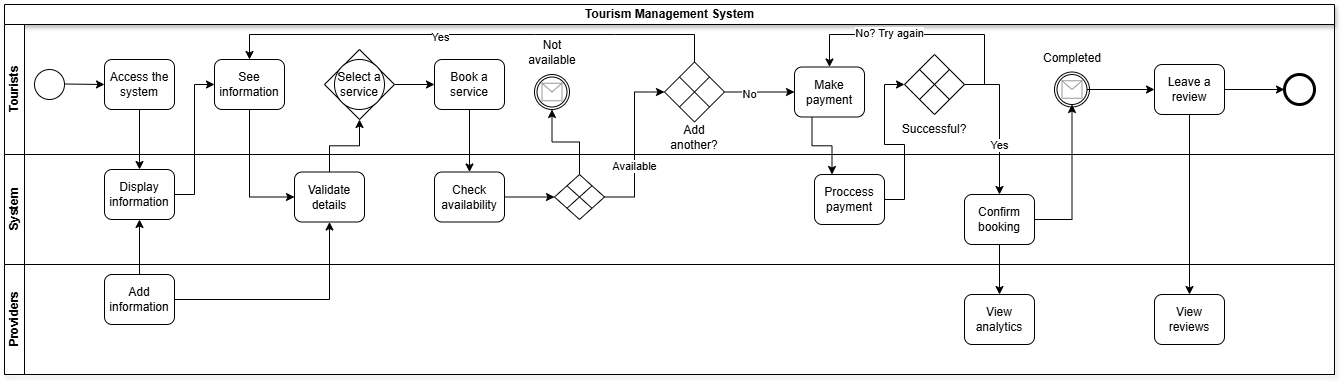 Tourism Management System
Tourists
System
Providers
Access the
system
See
information
Yes
Select a
service
Book a
service
Not
available
Add
another?
No
Make
payment
No? Try again
Successful?
Yes
Completed
Leave a
review
Display
information
Validate
details
Check
availability
Available
Proccess
payment
Confirm
booking
Add
information
View
analytics
View
reviews